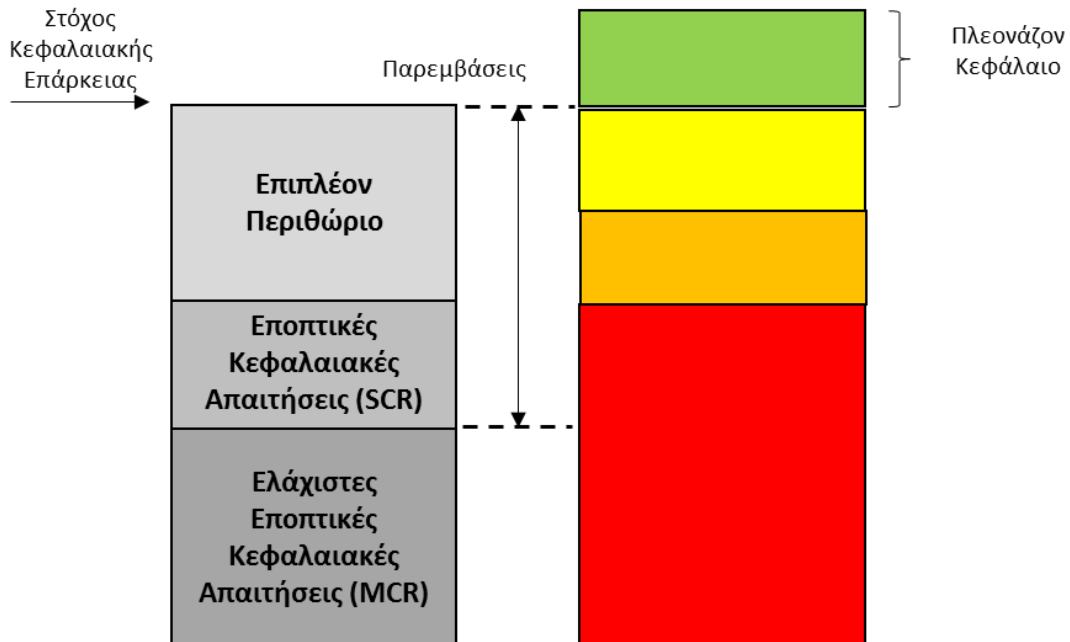 Στόχος
Κεφαλαιακής
Επάρκειας
Παρεμβάσεις
Πλεονάζον
Κεφάλαιο
Επιπλέον
Περιθώριο
Εποπτικές
Κεφαλαιακές
Απαιτήσεις (SCR)
Ελάχιστες
Εποπτικές
Κεφαλαιακές
Απαιτήσεις (MCR)